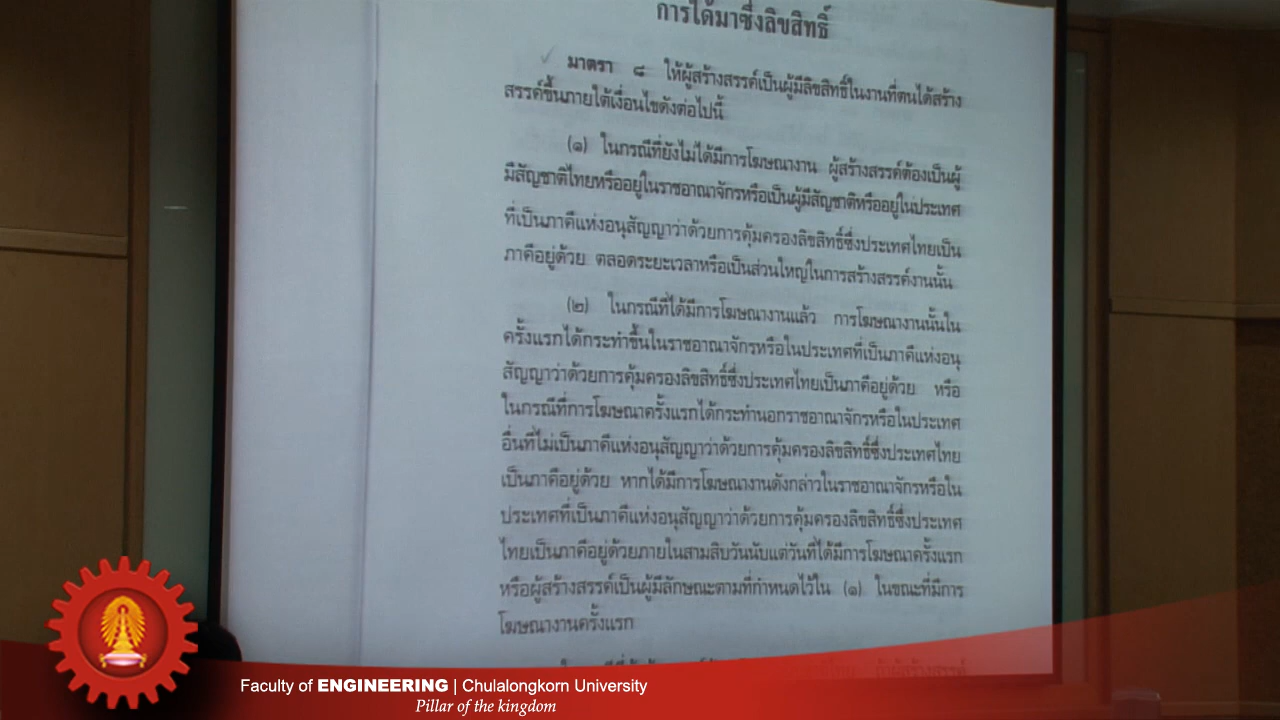 การได้มาซึ่งลิขสิทธิ์
มาตรา ๘ ให้ผู้สร้างสรรค์เป็นผู้มีลิขสิทธิ์ในงานที่ตนได้สร้าง
สรรค์ขึ้นภายใต้เงื่อนไขดังต่อไปนี้
(๑) ในกรณีที่ยังไม่ได้มีการโฆษณางาน ผู้สร้างสรรค์ต้องเป็นผู้
มีสัญชาติไทยหรืออยู่ในราชอาณาจักรหรือเป็นผู้มีสัญชาติหรืออยู่ในประเทศ
ที่เป็นภาคีแห่งอนุสัญญาว่าด้วยการคุ้มครองลิขสิทธิ์ซึ่งประเทศไทยเป็น
ภาคีอยู่ด้วย ตลอดระยะเวลาหรือเป็นส่วนใหญ่ในการสร้างสรรค์งานนั้น
(๒) ในกรณีที่ได้มีการโฆษณางานแล้ว การโฆษณางานนั้นใน
ครั้งแรกได้กระทำขึ้นในราชอาณาจักรหรือในประเทศที่เป็นภาคีแห่งอนุ
สัญญาว่าด้วยการคุ้มครองลิขสิทธิ์ซึ่งประเทศไทยเป็นภาคีอยู่ด้วย หรือ
ในกรณีที่การโฆษณาครั้งแรกได้กระทำนอกราชอาณาจักรหรือในประเทศ
อื่นที่ไม่เป็นภาคีแห่งอนุสัญญาว่าด้วยการคุ้มครองลิขสิทธิ์ซึ่งประเทศไทย
เป็นภาคีอยู่ด้วย หากได้มีการโฆษณางานดังกล่าวในราชอาณาจักรหรือใน
ประเทศที่เป็นภาคีแห่งอนุสัญญาว่าด้วยการคุ้มครองลิขสิทธิ์ซึ่งประเทศ
ไทยเป็นภาคีอยู่ด้วยภายในสามสิบวันนับแต่วันที่ได้มีการโฆษณาครั้งแรก
หรือผู้สร้างสรรค์เป็นผู้มีลักษณะตามที่กำหนดไว้ใน (๑) ในขณะที่มีการ
โฆษณางานครั้งแรก
Faculty of ENGINEERING | Chulalongkorn University
Pillar of the kingdom